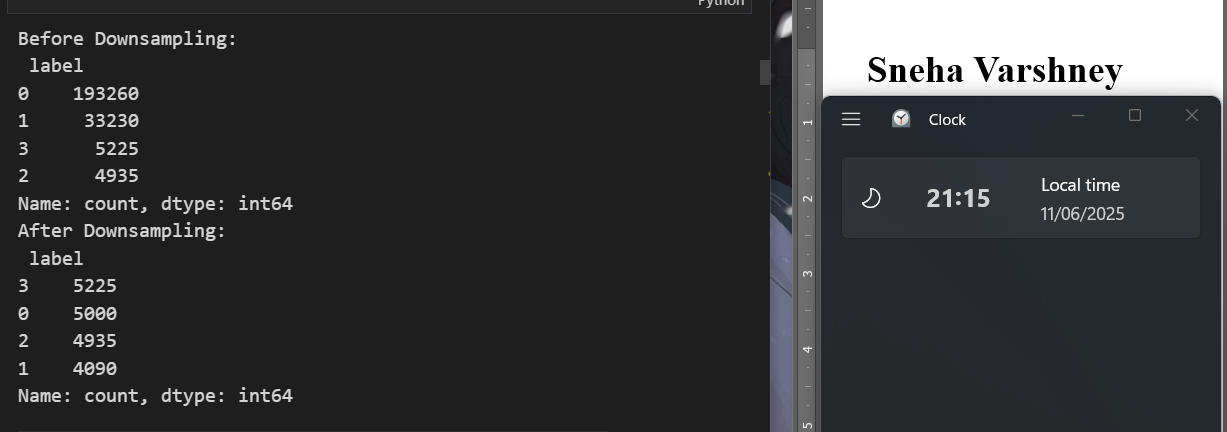 Python
Before Downsampling:
label
0    193260
1     33230
3      5225
2      4935
Name: count, dtype: int64
After Downsampling:
label
3    5225
0    5000
2    4935
1    4090
Name: count, dtype: int64
1
2
3
4
5
Sneha Varshney
Clock
21:15
Local time
11/06/2025